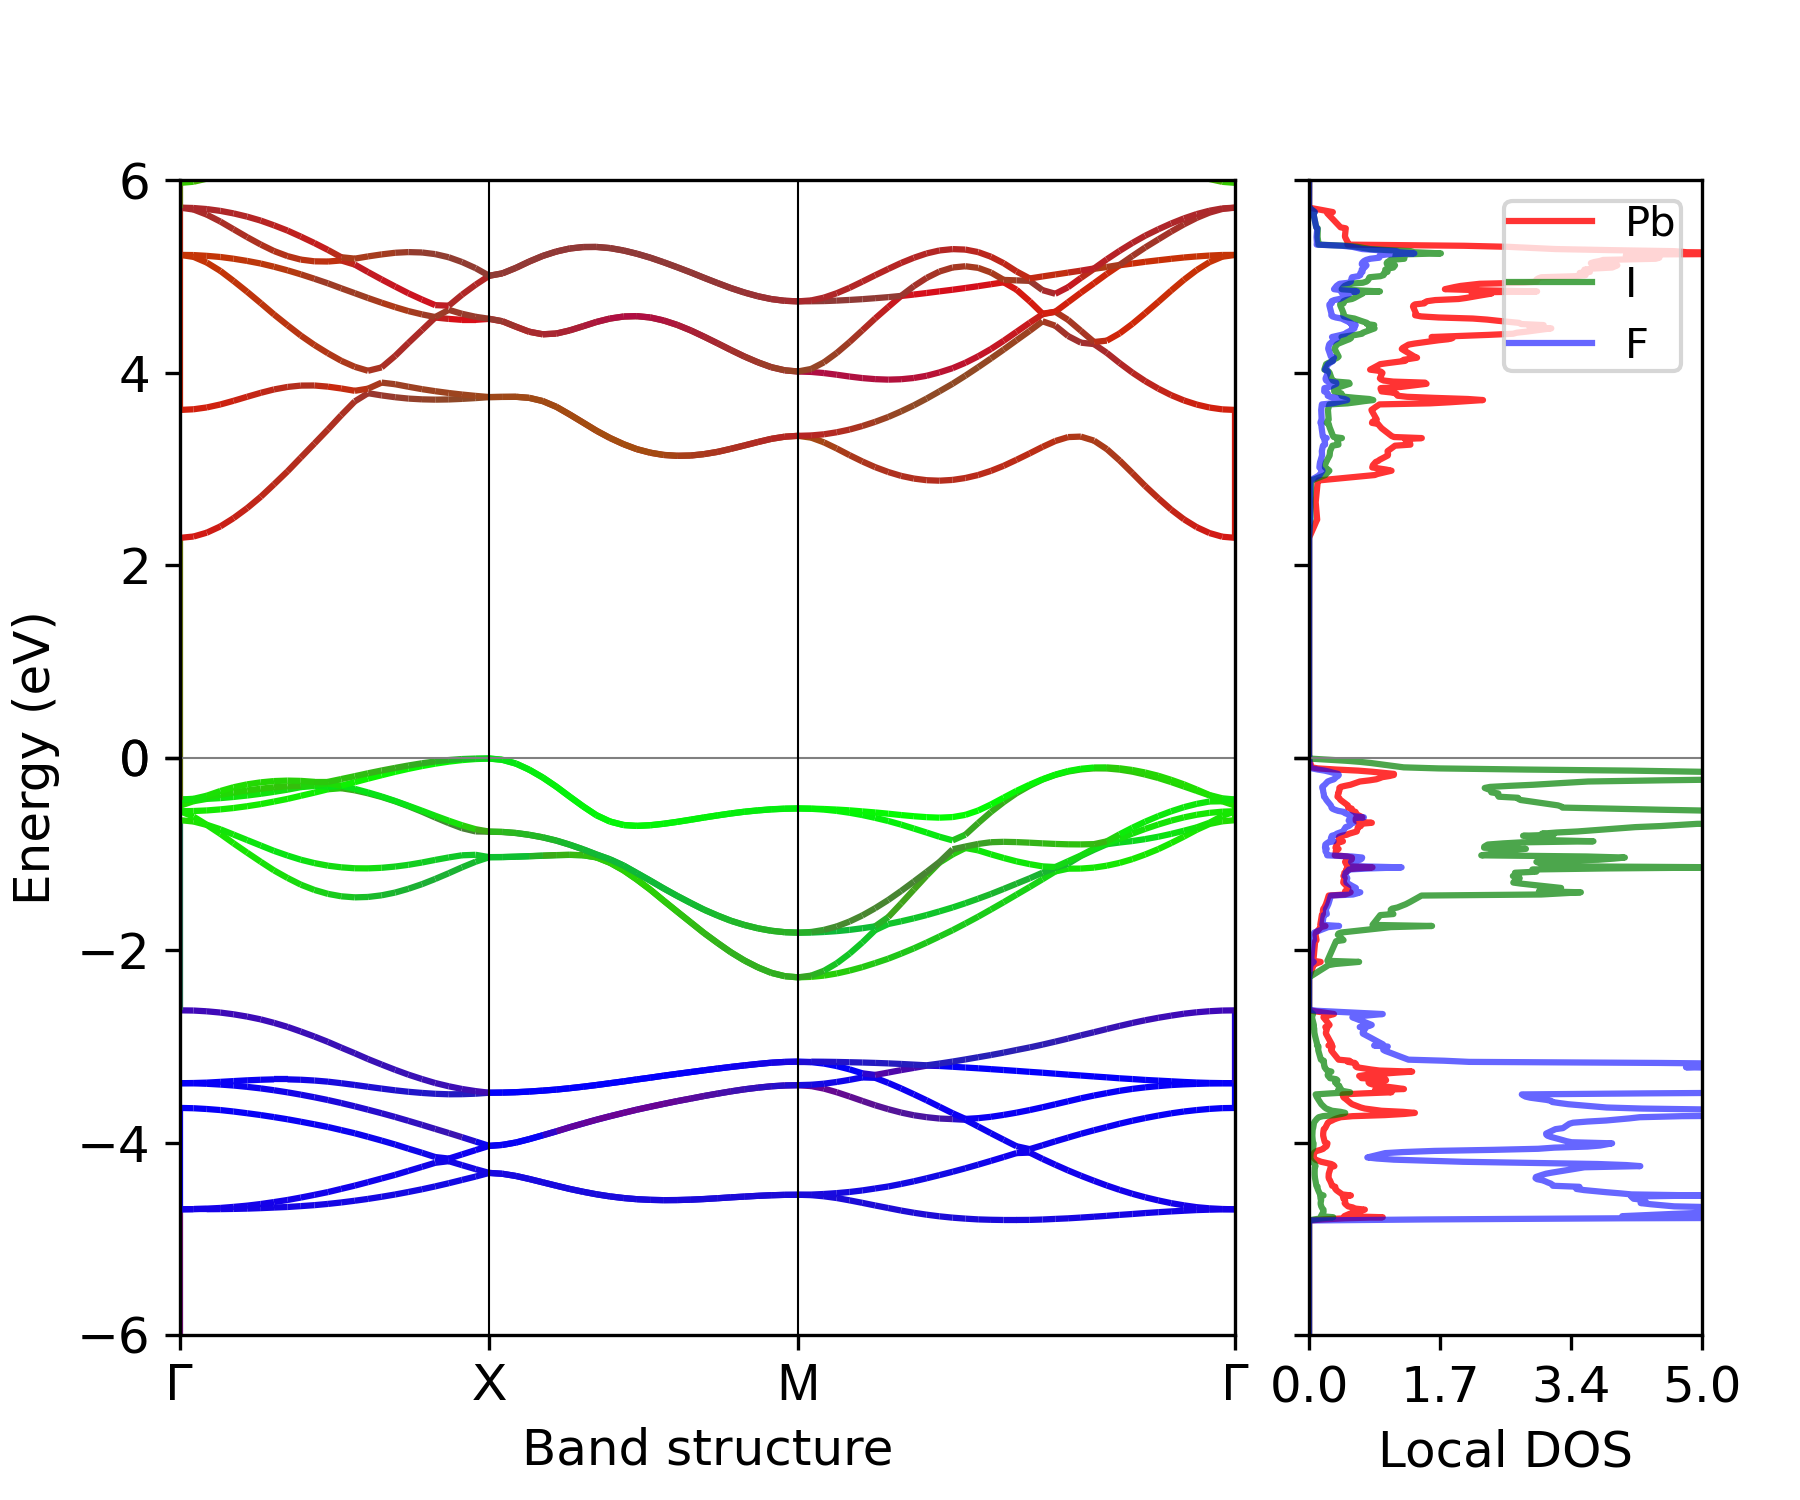 6
4
2
0
−2
−4
−6
Energy (eV)
Γ X M Γ
Band structure
Pb
I
F
0.0 1.7 3.4 5.0
Local DOS